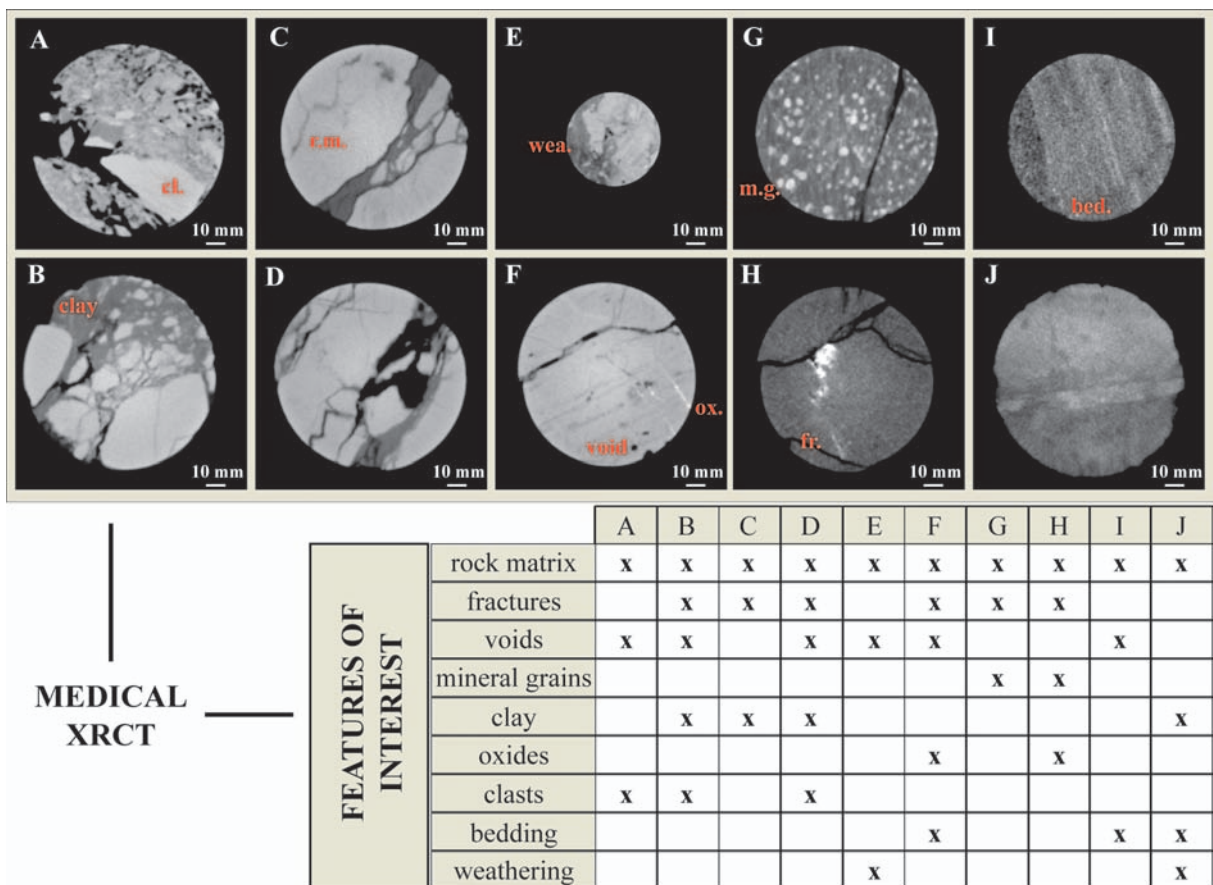 A
cl.
10 mm
C
r.m.
10 mm
E
wea.
10 mm
G
m.g.
10 mm
I
bed.
10 mm
B
clay
10 mm
D
10 mm
F
void
ox.
10 mm
H
fr.
10 mm
J
10 mm
MEDICAL
XRCT
FEATURES OF
INTEREST
A B C D E F G H I J
rock matrix x x x x x x x x x x
fractures x x x x x x
voids x x x x x x
mineral grains x x
clay x x x x
oxides x x
clasts x x x
bedding x x x
weathering x x